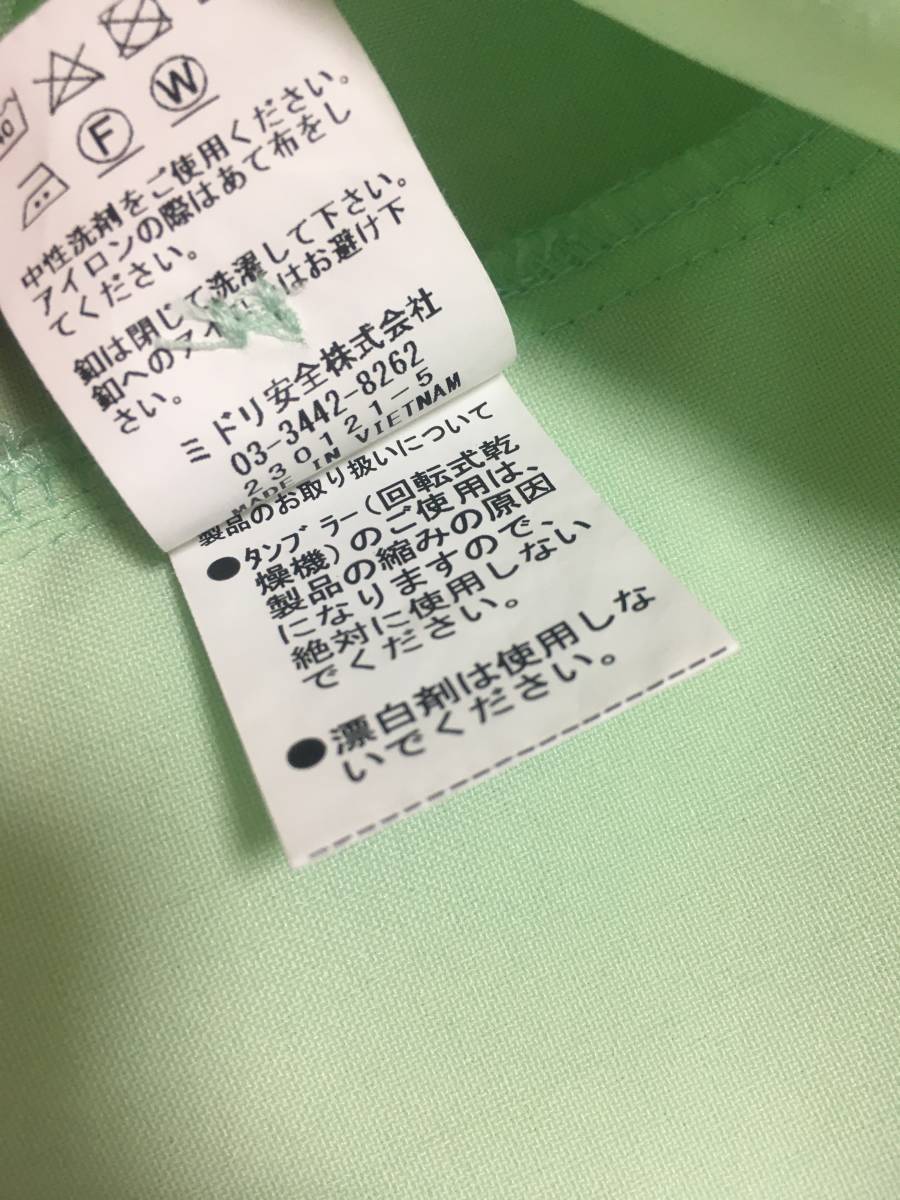 40
F
W
中性洗剤をご使用ください。
アイロンの際はあて布をし
てください。
釦は閉じて洗濯して下さい。
釦へのアイ はお避け下
さい。
ミドリ安全株式会社
03-3442-8262
230121-5
MADE IN VIETNAM
製品のお取り扱いについて
●タンブラー(回転式乾
燥機)のご使用は、
製品の縮みの原因
になりますので、
絶対に使用しない
でください。
●漂白剤は使用しな
いでください。